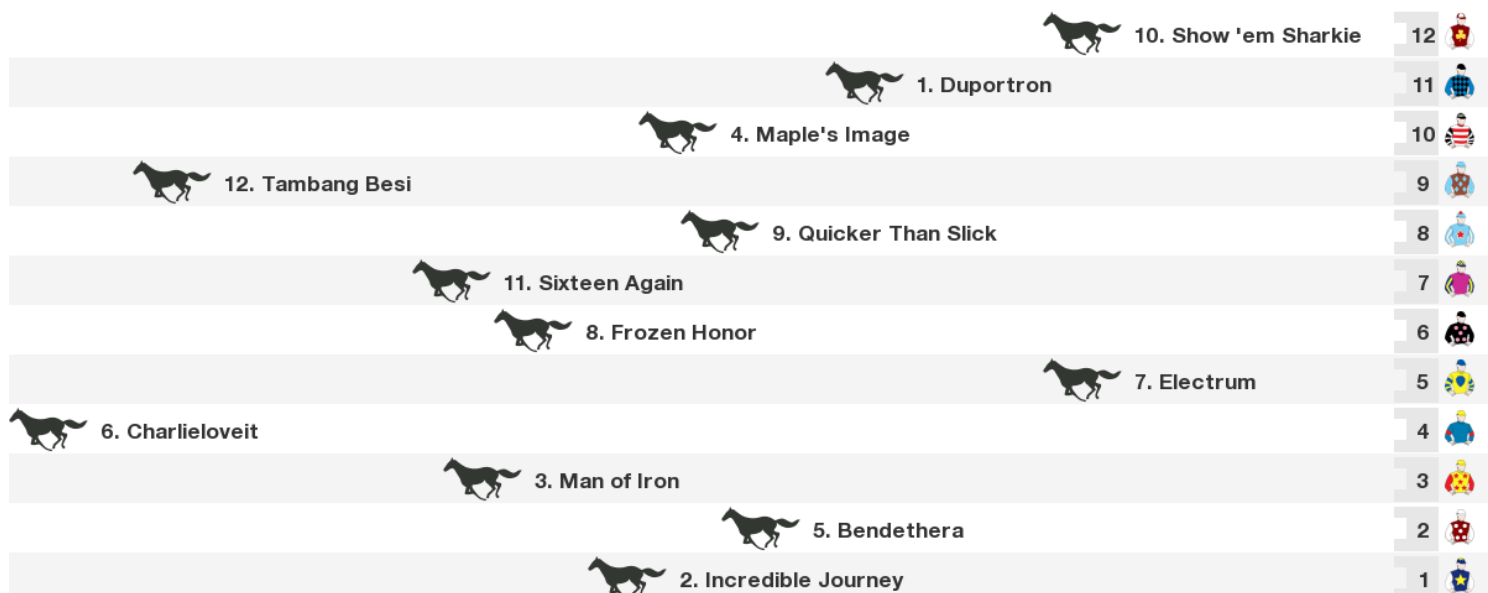 10. Show 'em Sharkie 12
1. Duportron 11
4. Maple's Image 10
12. Tambang Besi 9
9. Quicker Than Slick 8
11. Sixteen Again 7
8. Frozen Honor 6
7. Electrum 5
6. Charlieloveit 4
3. Man of Iron 3
5. Bendethera 2
2. Incredible Journey 1